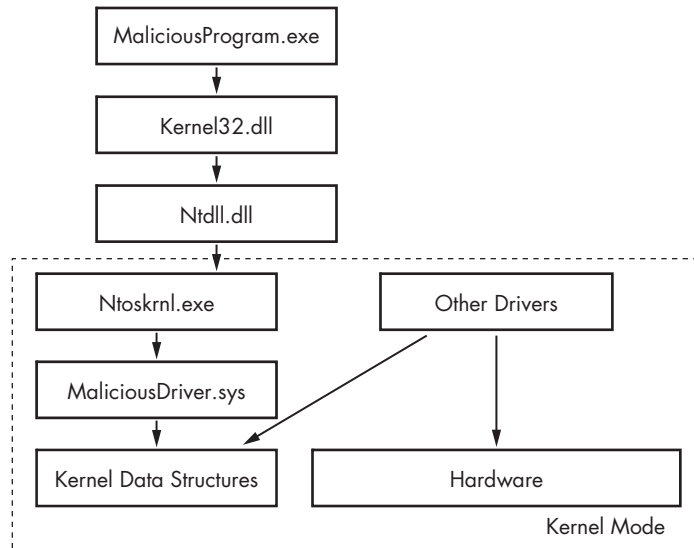 MaliciousProgram.exe
Kernel32.dll
Ntdll.dll
Ntoskrnl.exe
Other Drivers
MaliciousDriver.sys
Kernel Data Structures
Hardware
Kernel Mode